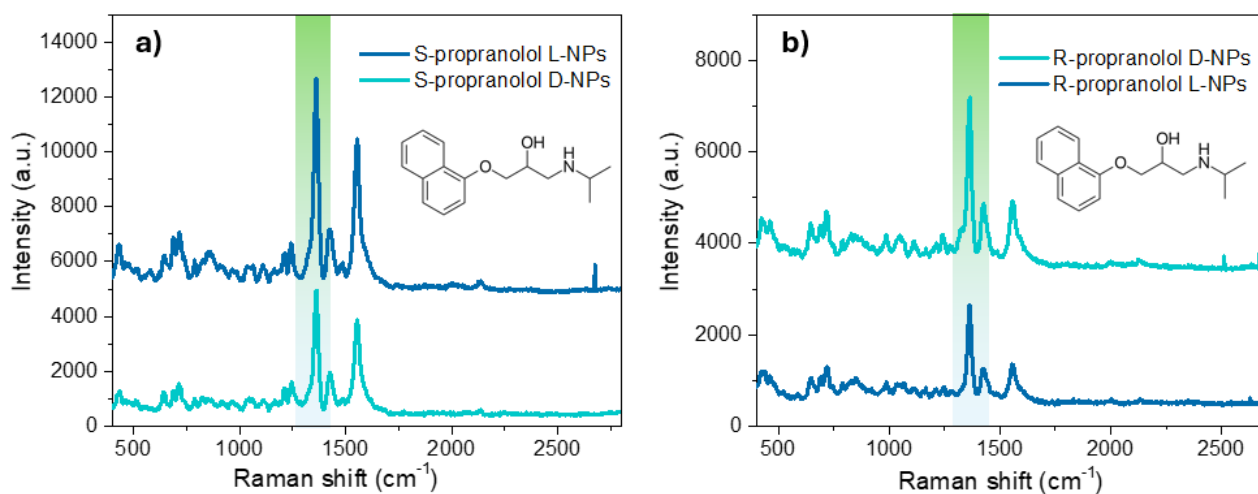 a)
S-propranolol L-NPs
S-propranolol D-NPs
OH
H
N
O
Intensity (a.u.)
14000
12000
10000
8000
6000
4000
2000
0
500 1000 1500 2000 2500
Raman shift (cm⁻¹)
b)
R-propranolol D-NPs
R-propranolol L-NPs
OH
H
N
O
Intensity (a.u.)
8000
6000
4000
2000
0
500 1000 1500 2000 2500
Raman shift (cm⁻¹)